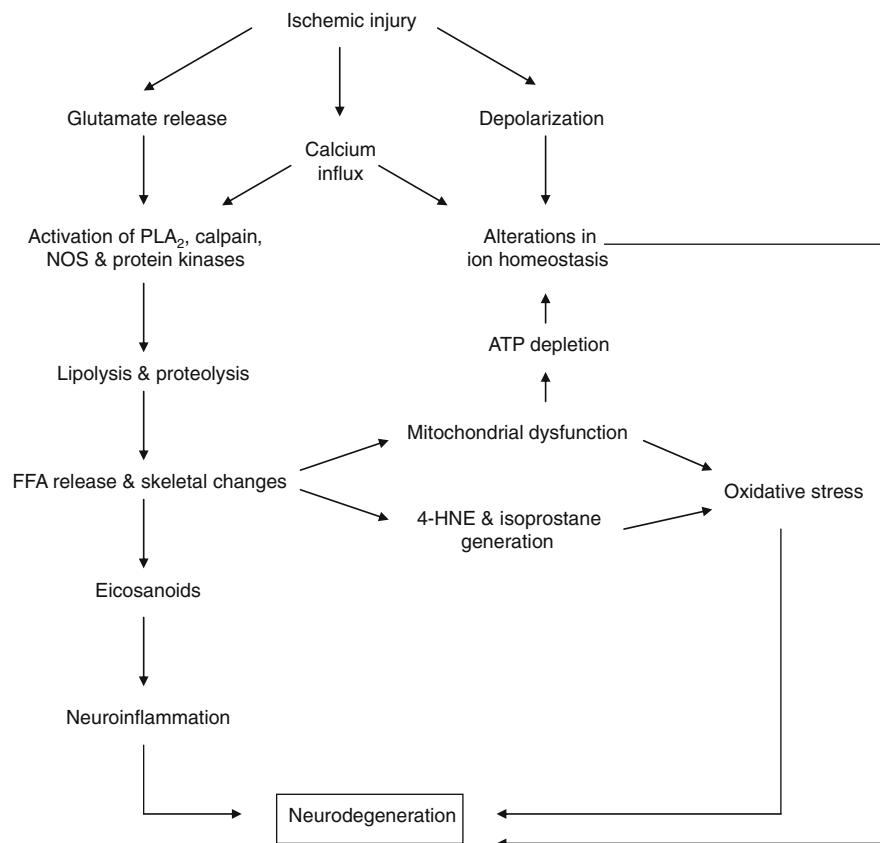 Ischemic injury
Glutamate release
Depolarization
Calcium
influx
Activation of PLA₂, calpain,
NOS & protein kinases
Alterations in
ion homeostasis
ATP depletion
Lipolysis & proteolysis
Mitochondrial dysfunction
FFA release & skeletal changes
Oxidative stress
4-HNE & isoprostane
generation
Eicosanoids
Neuroinflammation
Neurodegeneration